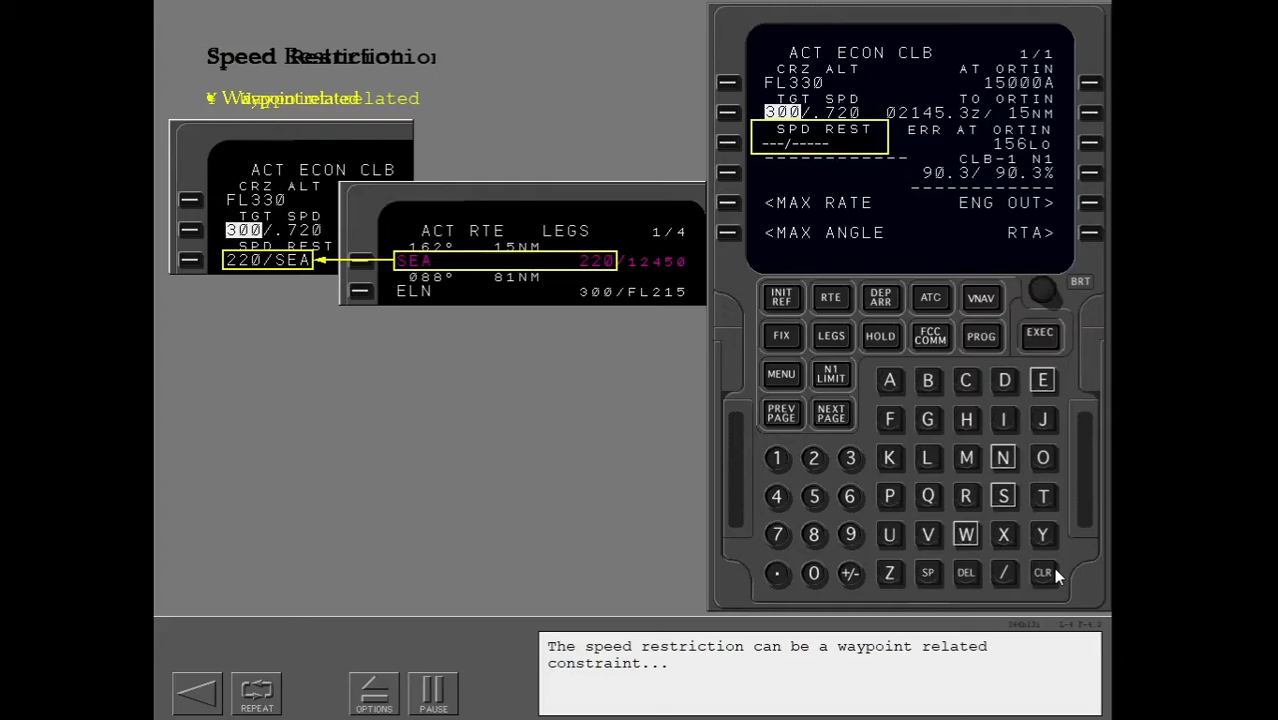 Speed Restriction
Waypoint related
ACT ECON CLB
CRZ ALT
FL330
TGT SPD
300/.720
SPD REST
220/SEA
ACT RTE LEGS 1/4
162° 15NM
SEA 220/12450
088° 81NM
ELN 300/FL215
ACT ECON CLB 1/1
CRZ ALT AT ORTIN
FL330 15000A
TGT SPD TO ORTIN
300/.720 02145.3z/ 15NM
SPD REST ERR AT ORTIN
---/----- 156LO
------------ CLB-1 N1
90.3/ 90.3%
------------
<MAX RATE ENG OUT>
<MAX ANGLE RTA>
BRT
INIT REF RTE DEP ARR ATC VNAV
FIX LEGS HOLD FCC COMM PROG EXEC
MENU N1 LIMIT
PREV PAGE NEXT PAGE
A B C D E
F G H I J
1 2 3 K L M N O
4 5 6 P Q R S T
7 8 9 U V W X Y
. 0 +/- Z SP DEL / CLR
The speed restriction can be a waypoint related
constraint...
REPEAT OPTIONS PAUSE